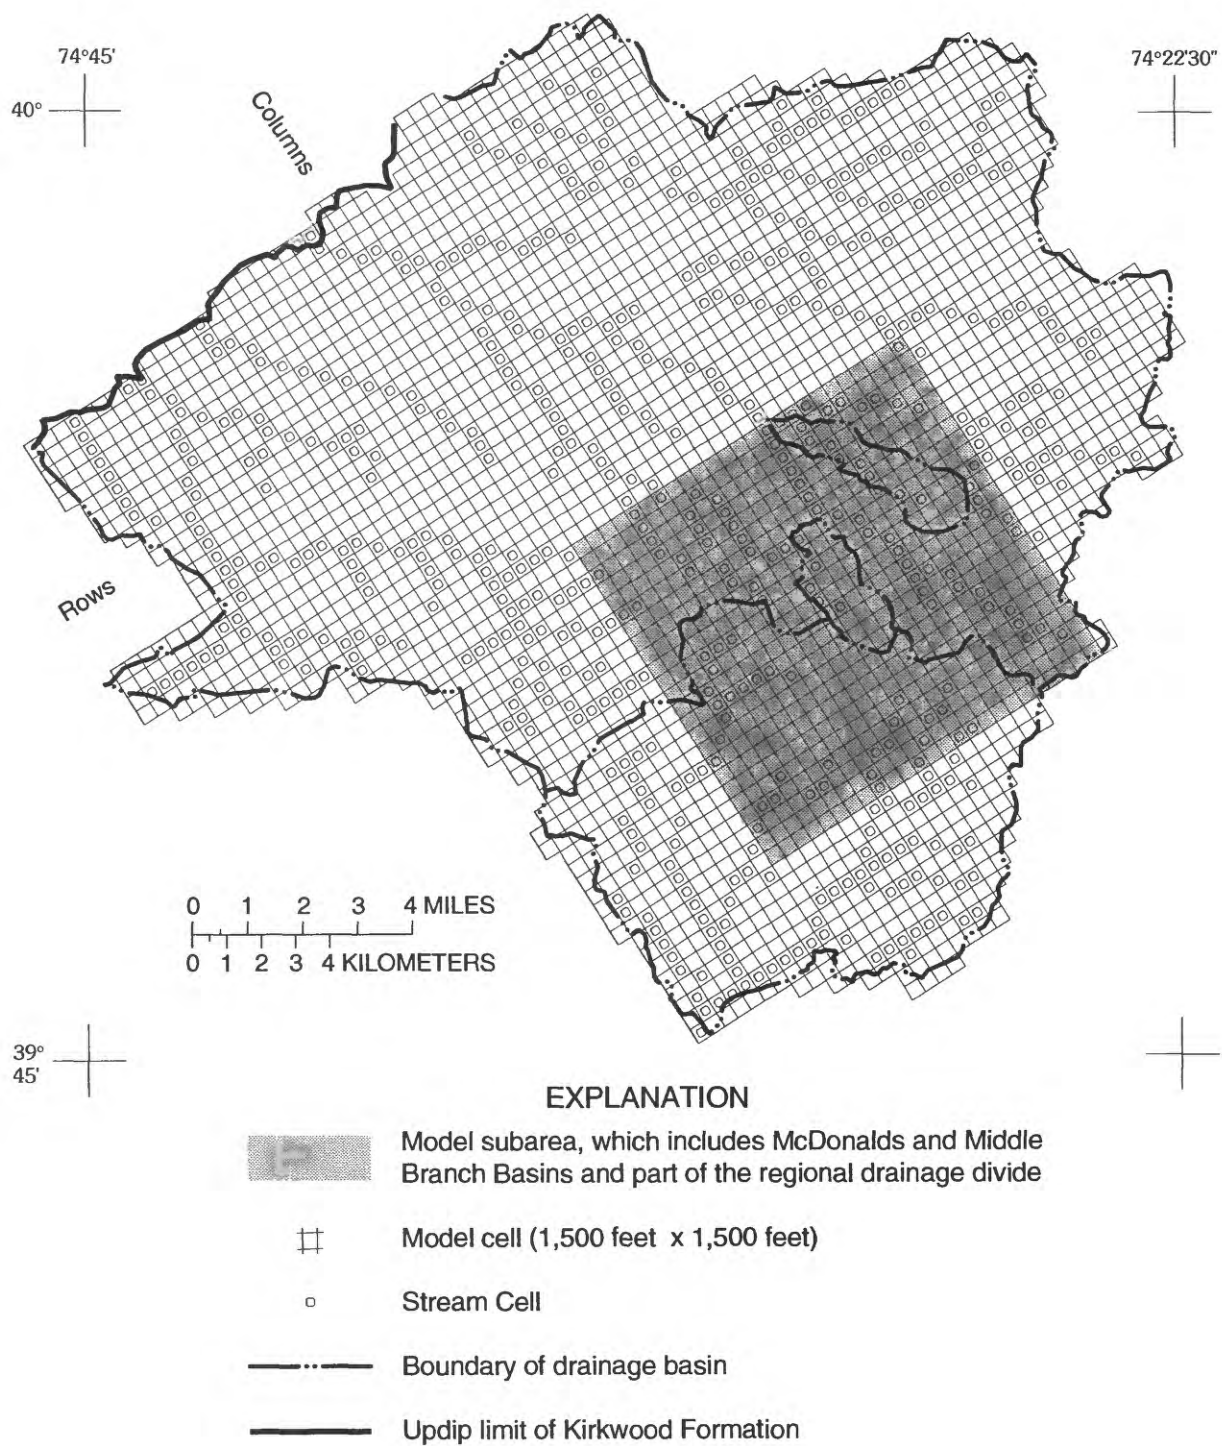 74°45'
74°22'30"
40°
Columns
Rows
0 1 2 3 4 MILES
0 1 2 3 4 KILOMETERS
39°
45'
EXPLANATION
Model subarea, which includes McDonalds and Middle
Branch Basins and part of the regional drainage divide
Model cell (1,500 feet x 1,500 feet)
Stream Cell
Boundary of drainage basin
Updip limit of Kirkwood Formation